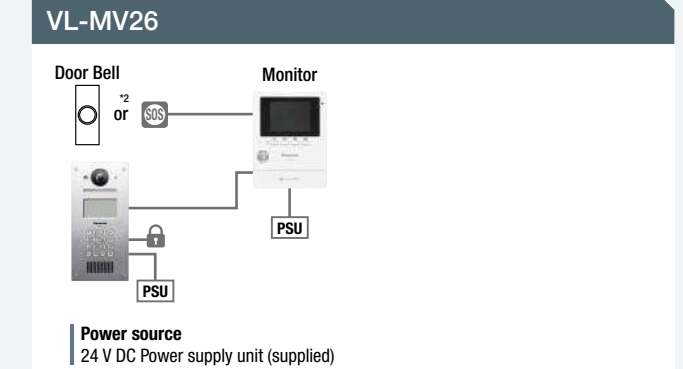 VL-MV26
Door Bell
Monitor
*2
or
SOS
PSU
PSU
Power source
24 V DC Power supply unit (supplied)